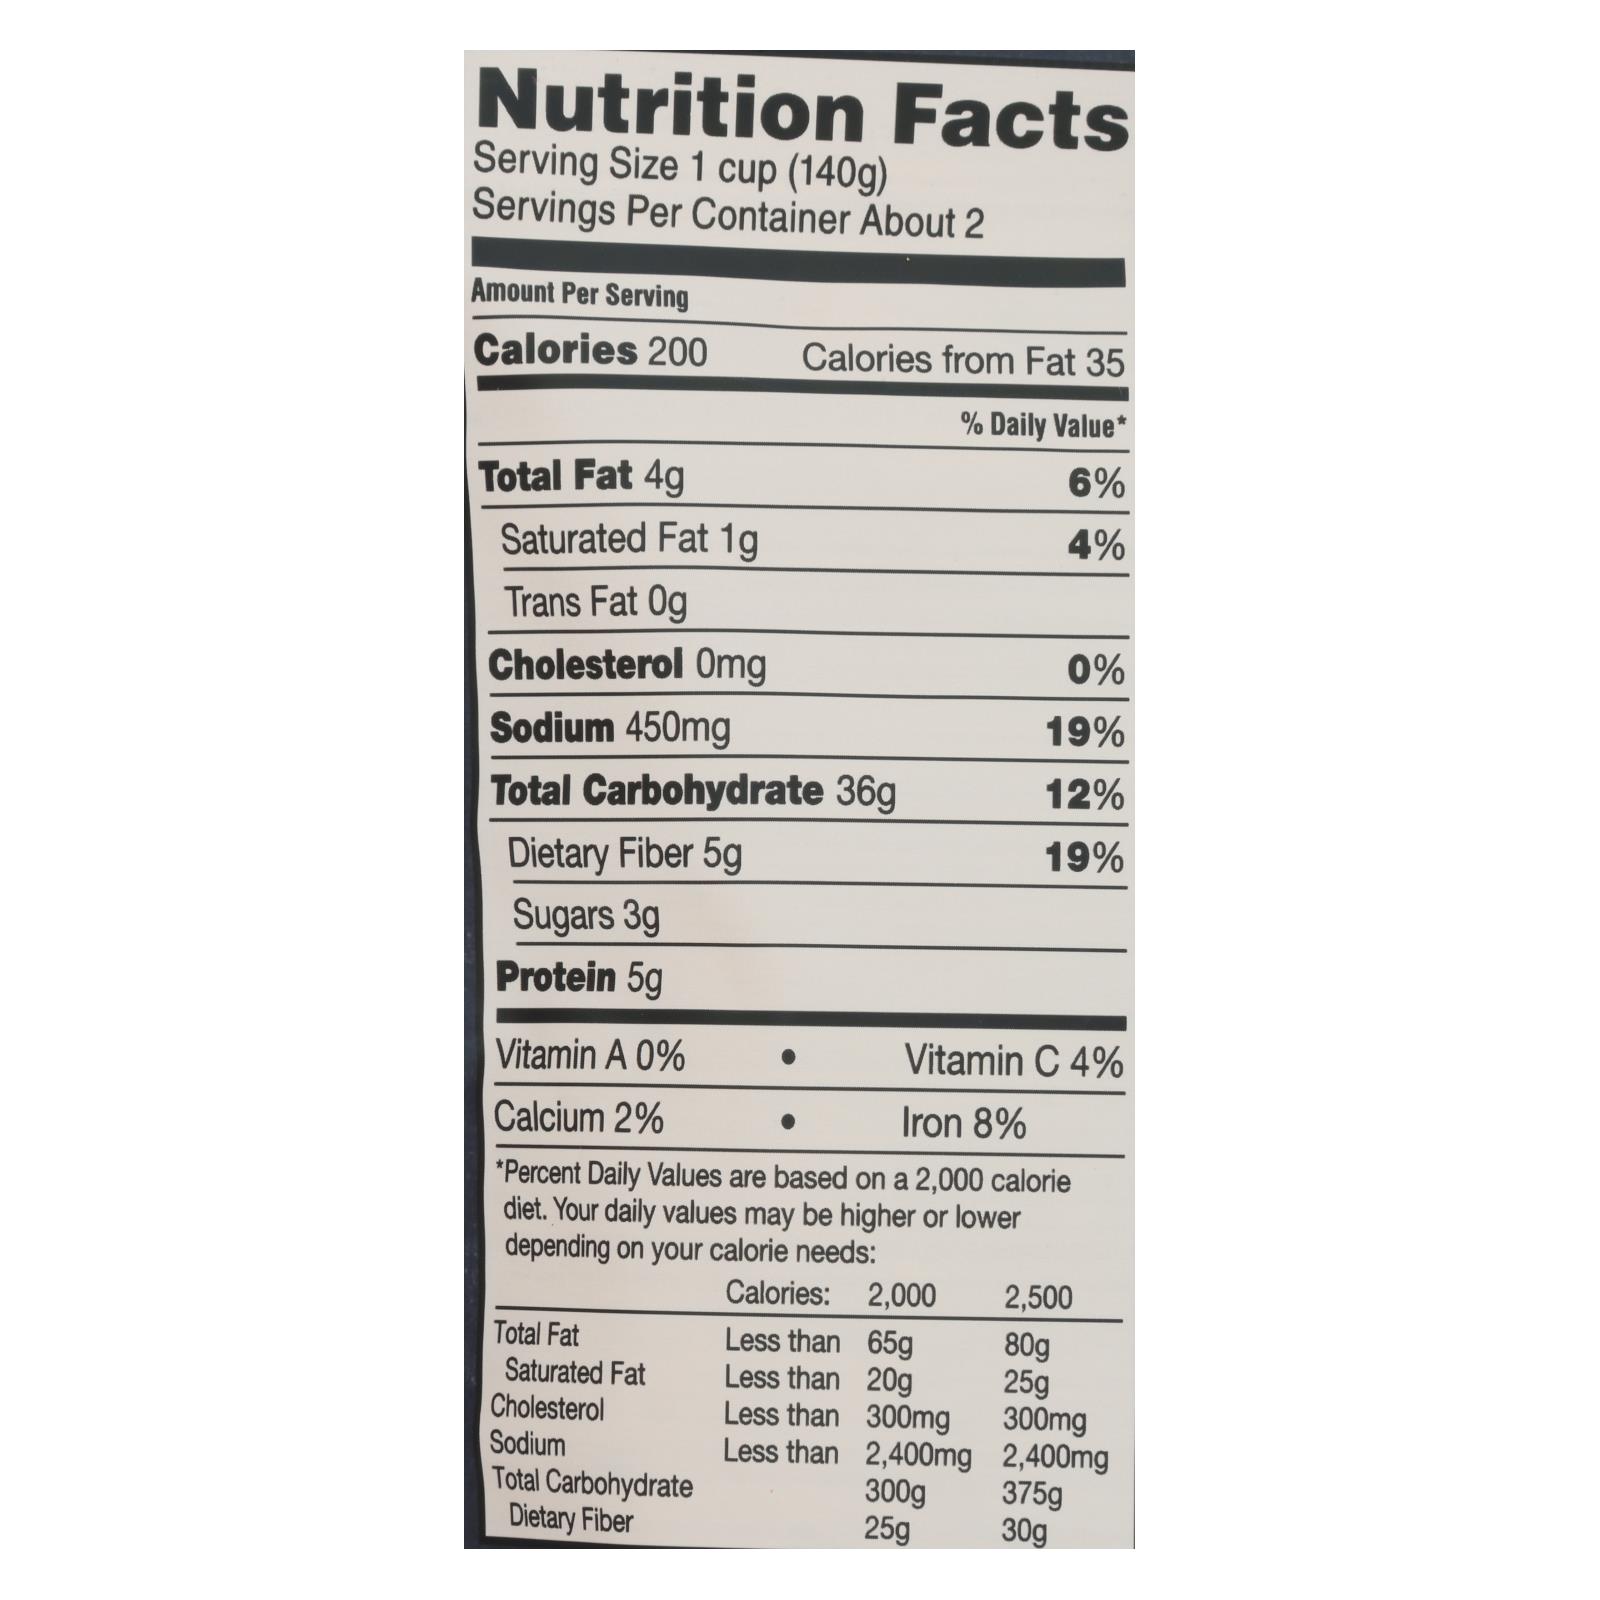 Nutrition Facts
Serving Size 1 cup (140g)
Servings Per Container About 2
Amount Per Serving
Calories 200 Calories from Fat 35
% Daily Value*
Total Fat 4g 6%
Saturated Fat 1g 4%
Trans Fat 0g
Cholesterol 0mg 0%
Sodium 450mg 19%
Total Carbohydrate 36g 12%
Dietary Fiber 5g 19%
Sugars 3g
Protein 5g
Vitamin A 0% • Vitamin C 4%
Calcium 2% • Iron 8%
*Percent Daily Values are based on a 2,000 calorie
diet. Your daily values may be higher or lower
depending on your calorie needs:
Calories: 2,000 2,500
Total Fat Less than 65g 80g
Saturated Fat Less than 20g 25g
Cholesterol Less than 300mg 300mg
Sodium Less than 2,400mg 2,400mg
Total Carbohydrate 300g 375g
Dietary Fiber 25g 30g